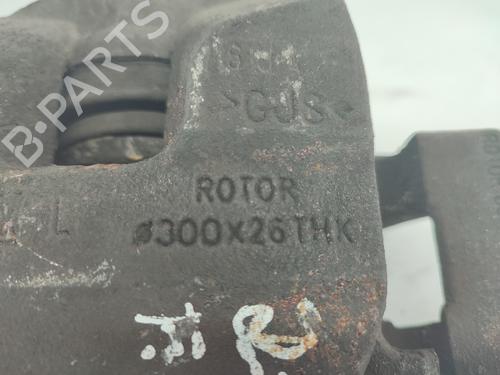 B-PARTS
>GJS<
ROTOR
ø300X26THK
L